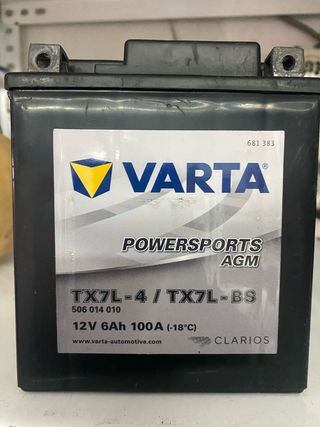 681 383
VARTA®
POWERSPORTS
AGM
TX7L-4 / TX7L-BS
506 014 010
12V 6Ah 100A (-18°C)
www.varta-automotive.com
CLARIOS